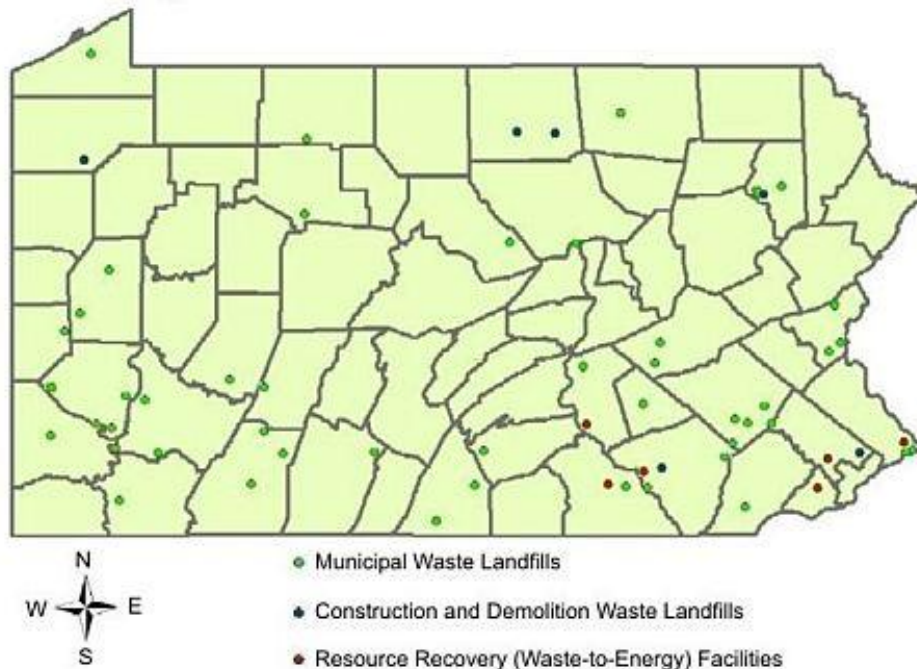 N
W E
S
Municipal Waste Landfills
Construction and Demolition Waste Landfills
Resource Recovery (Waste-to-Energy) Facilities